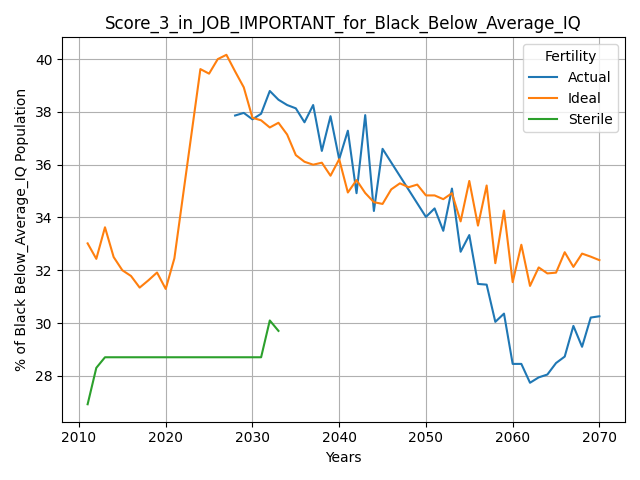 Score_3_in_JOB_IMPORTANT_for_Black_Below_Average_IQ
Fertility
Actual
Ideal
Sterile
% of Black Below_Average_IQ Population
40
38
36
34
32
30
28
2010 2020 2030 2040 2050 2060 2070
Years